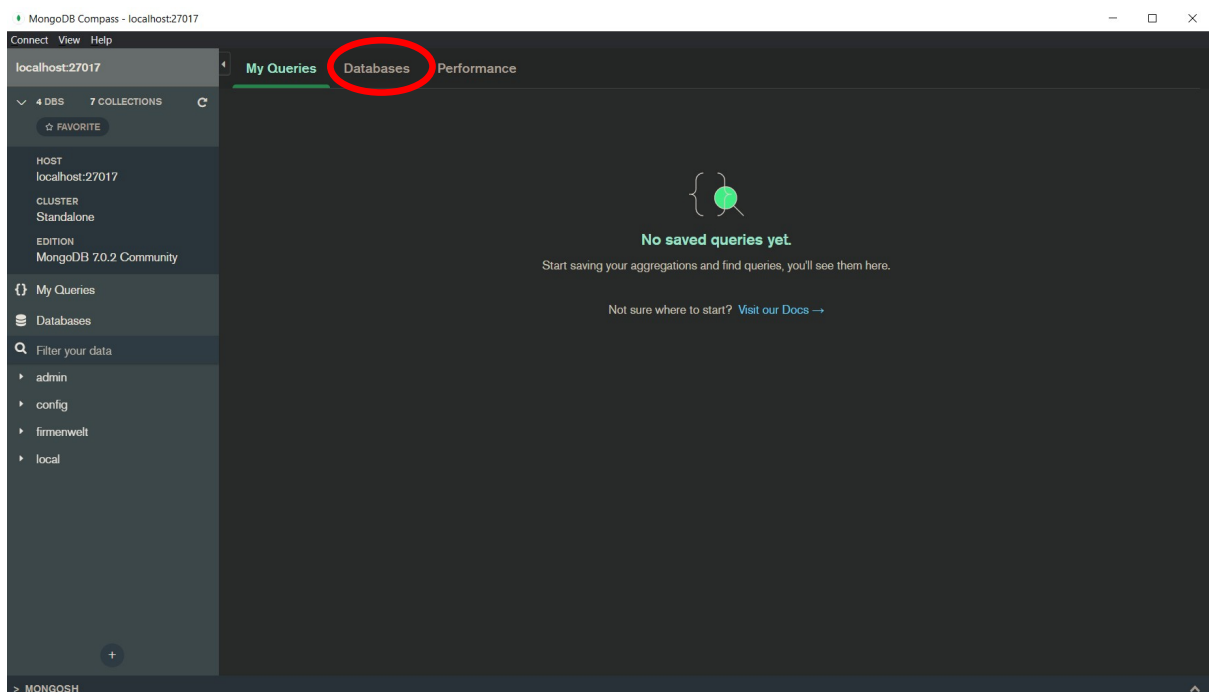 MongoDB Compass - localhost:27017
Connect View Help
localhost:27017
My Queries Databases Performance
4 DBS 7 COLLECTIONS
FAVORITE
HOST
localhost:27017
CLUSTER
Standalone
EDITION
MongoDB 7.0.2 Community
{} My Queries
Databases
Filter your data
admin
config
firmenwelt
local
No saved queries yet.
Start saving your aggregations and find queries, you'll see them here.
Not sure where to start? Visit our Docs →
> MONGOSH